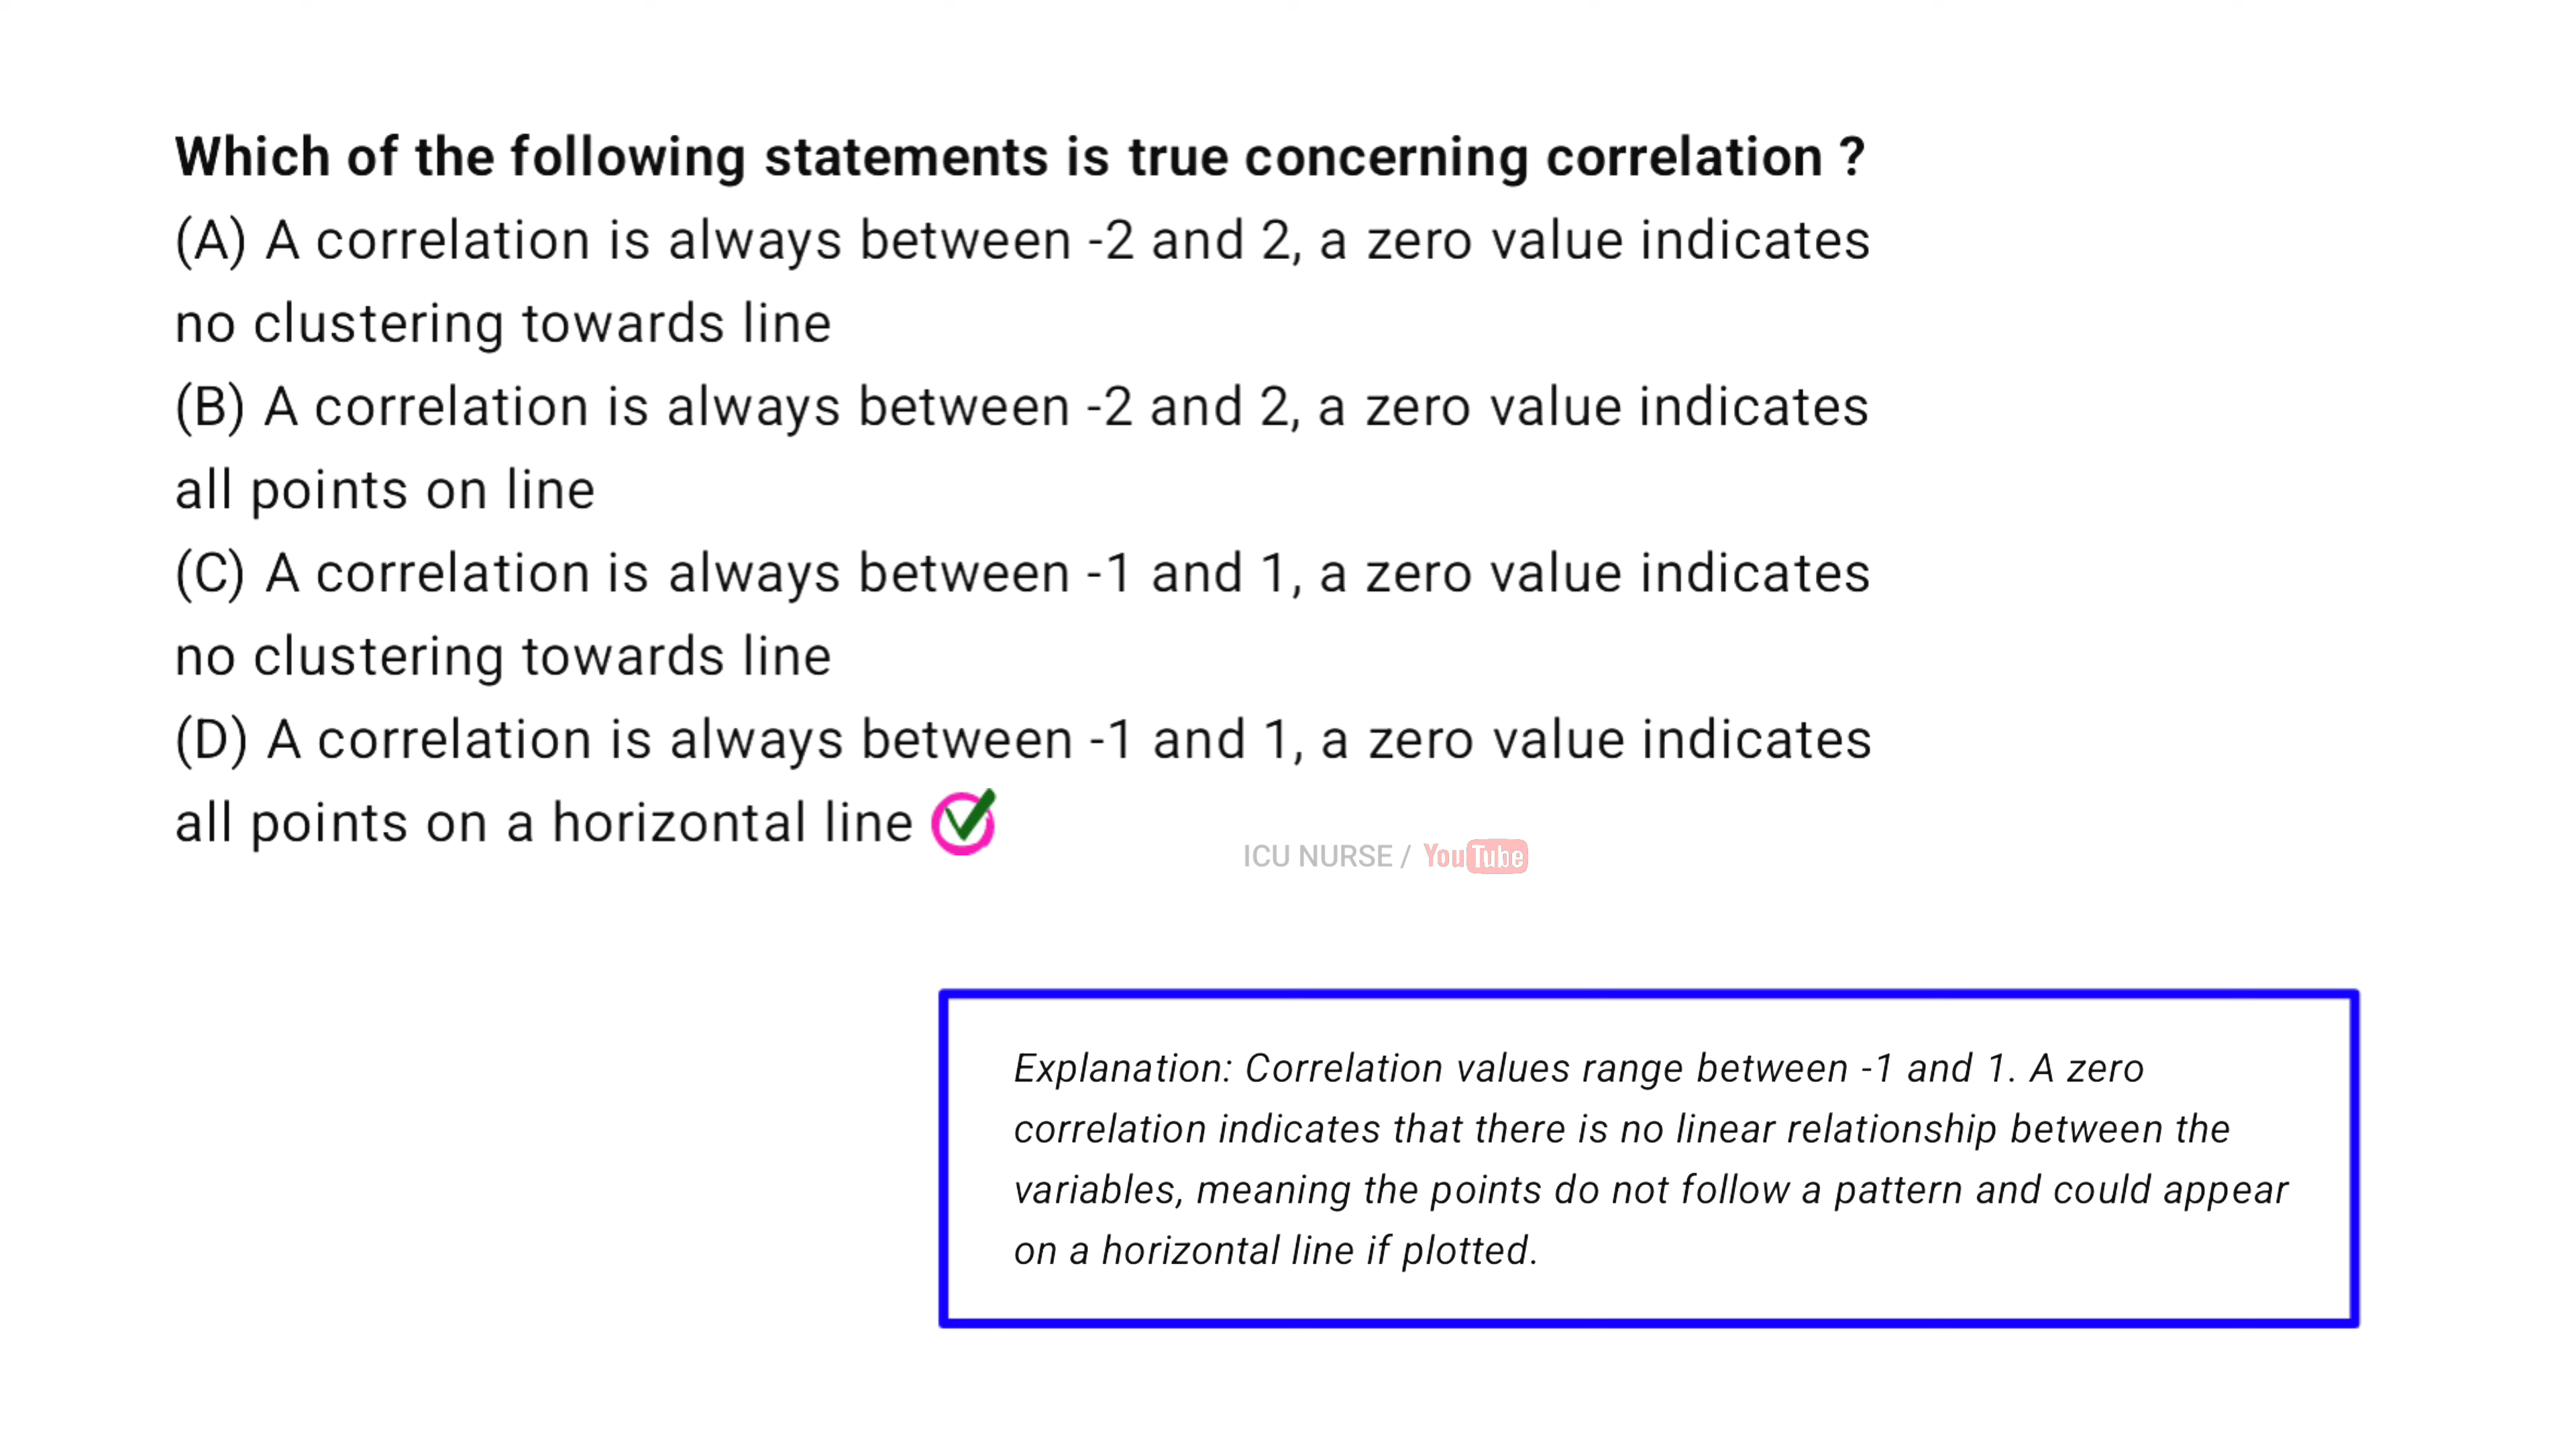 Which of the following statements is true concerning correlation ?
(A) A correlation is always between -2 and 2, a zero value indicates
no clustering towards line
(B) A correlation is always between -2 and 2, a zero value indicates
all points on line
(C) A correlation is always between -1 and 1, a zero value indicates
no clustering towards line
(D) A correlation is always between -1 and 1, a zero value indicates
all points on a horizontal line
ICU NURSE / YouTube
Explanation: Correlation values range between -1 and 1. A zero
correlation indicates that there is no linear relationship between the
variables, meaning the points do not follow a pattern and could appear
on a horizontal line if plotted.